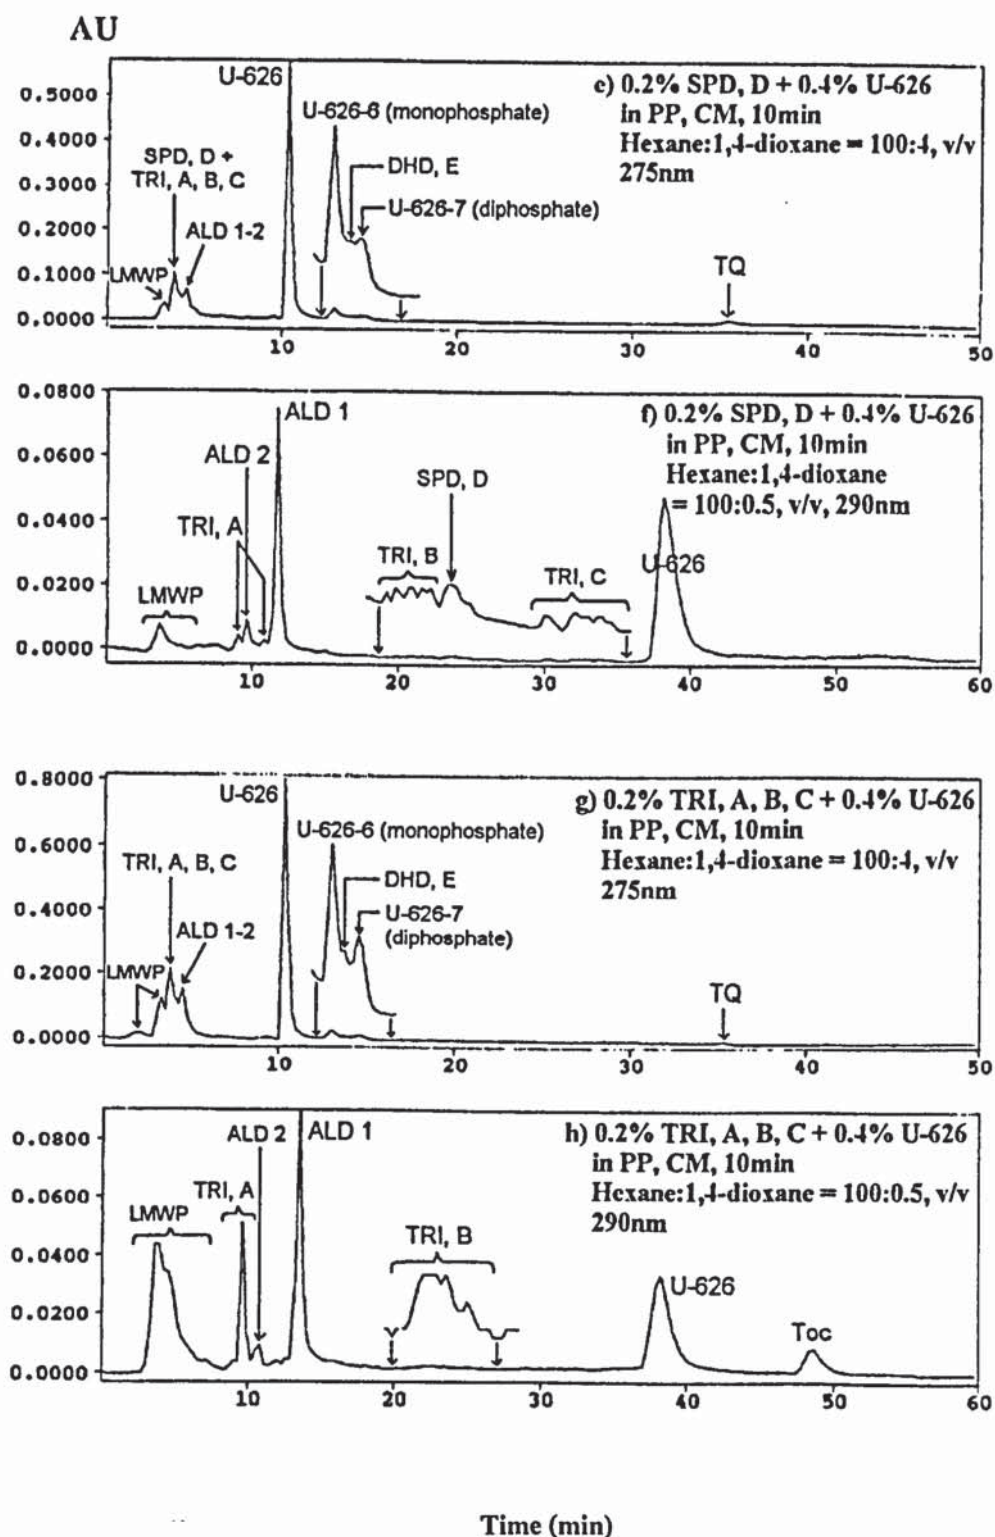 AU
U-626
e) 0.2% SPD, D + 0.4% U-626
in PP, CM, 10min
Hexane:1,4-dioxane = 100:4, v/v
275nm
U-626-6 (monophosphate)
DHD, E
U-626-7 (diphosphate)
SPD, D +
TRI, A, B, C
ALD 1-2
LMWP
TQ
0.5000
0.4000
0.3000
0.2000
0.1000
0.0000
10
20
30
40
50
f) 0.2% SPD, D + 0.4% U-626
in PP, CM, 10min
Hexane:1,4-dioxane
= 100:0.5, v/v, 290nm
ALD 1
ALD 2
TRI, A
LMWP
SPD, D
TRI, B
TRI, C
U-626
0.0800
0.0600
0.0400
0.0200
0.0000
10
20
30
40
50
60
U-626
g) 0.2% TRI, A, B, C + 0.4% U-626
in PP, CM, 10min
Hexane:1,4-dioxane = 100:4, v/v
275nm
U-626-6 (monophosphate)
DHD, E
U-626-7
(diphosphate)
TRI, A, B, C
ALD 1-2
LMWP
TQ
0.8000
0.6000
0.4000
0.2000
0.0000
10
20
30
40
50
ALD 2
ALD 1
h) 0.2% TRI, A, B, C + 0.4% U-626
in PP, CM, 10min
Hexane:1,4-dioxane = 100:0.5, v/v
290nm
TRI, A
LMWP
TRI, B
U-626
Toc
0.0800
0.0600
0.0400
0.0200
0.0000
10
20
30
40
50
60
Time (min)